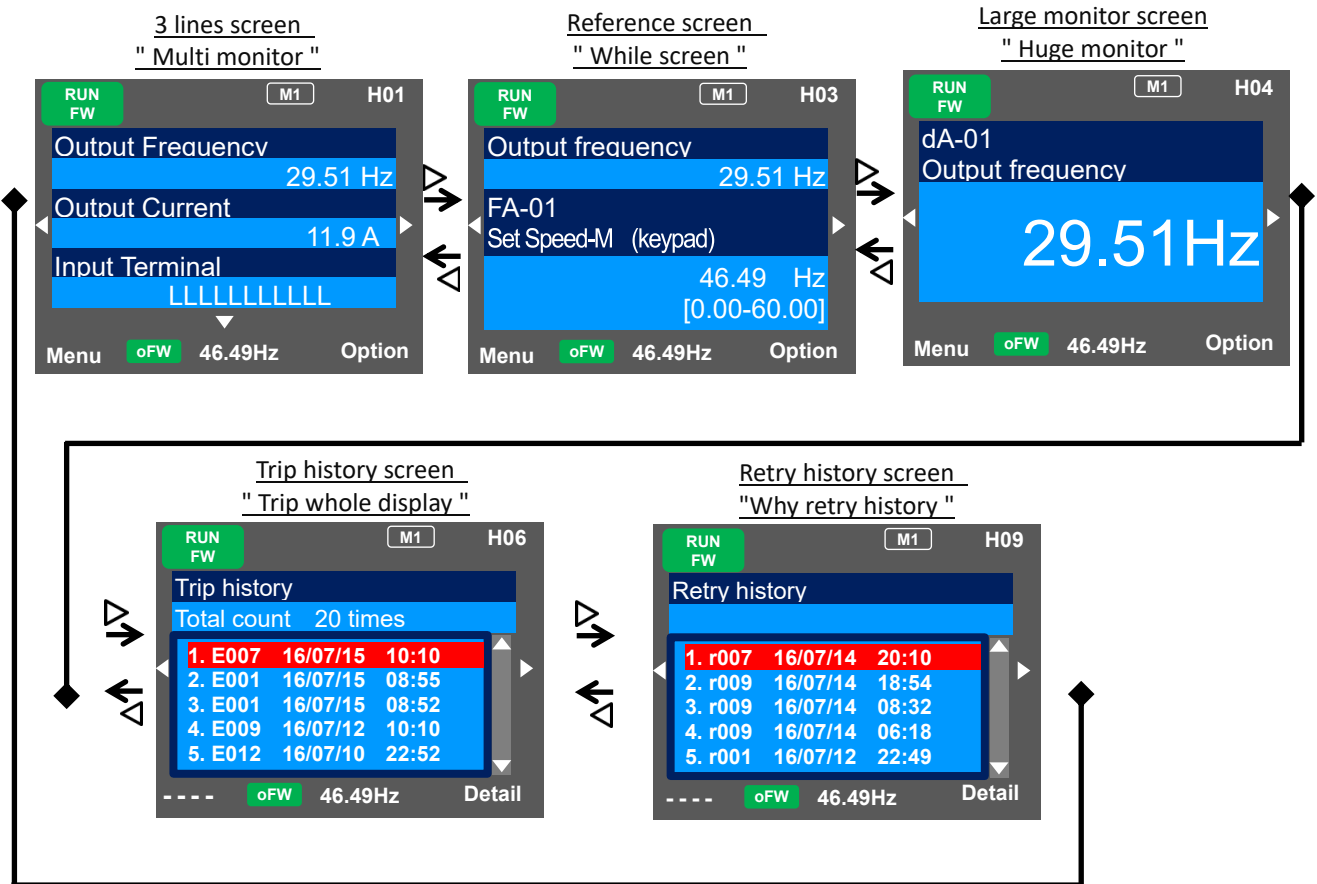 3 lines screen
" Multi monitor "
RUN
FW
M1
H01
Output Frequency
29.51 Hz
Output Current
11.9 A
Input Terminal
LLLLLLLLLLL
Menu oFW 46.49Hz Option
Reference screen
" While screen "
RUN
FW
M1
H03
Output frequency
29.51 Hz
FA-01
Set Speed-M (keypad)
46.49 Hz
[0.00-60.00]
Menu oFW 46.49Hz Option
Large monitor screen
" Huge monitor "
RUN
FW
M1
H04
dA-01
Output frequency
29.51Hz
Menu oFW 46.49Hz Option
Trip history screen
" Trip whole display "
RUN
FW
M1
H06
Trip history
Total count 20 times
1. E007 16/07/15 10:10
2. E001 16/07/15 08:55
3. E001 16/07/15 08:52
4. E009 16/07/12 10:10
5. E012 16/07/10 22:52
---- oFW 46.49Hz Detail
Retry history screen
"Why retry history "
RUN
FW
M1
H09
Retry history
1. r007 16/07/14 20:10
2. r009 16/07/14 18:54
3. r009 16/07/14 08:32
4. r009 16/07/14 06:18
5. r001 16/07/12 22:49
---- oFW 46.49Hz Detail